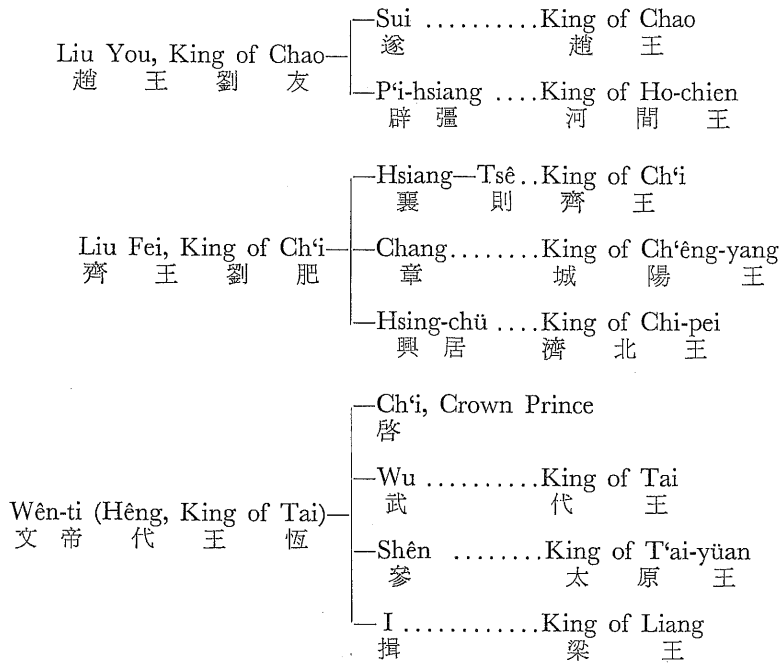 Sui ..........King of Chao
遂 趙 王
Liu You, King of Chao
趙 王 劉 友
P‘i-hsiang ....King of Ho-chien
辟 彊 河 間 王
Hsiang—Tsê..King of Ch‘i
襄 則 齊 王
Liu Fei, King of Ch‘i
齊 王 劉 肥
Chang.........King of Ch‘êng-yang
章 城 陽 王
Hsing-chü ....King of Chi-pei
興 居 濟 北 王
Ch‘i, Crown Prince
啓
Wu ..........King of Tai
武 代 王
Wên-ti (Hêng, King of Tai)
文 帝 代 王 恆
Shên ........King of T‘ai-yüan
參 太 原 王
I ............King of Liang
揖 梁 王